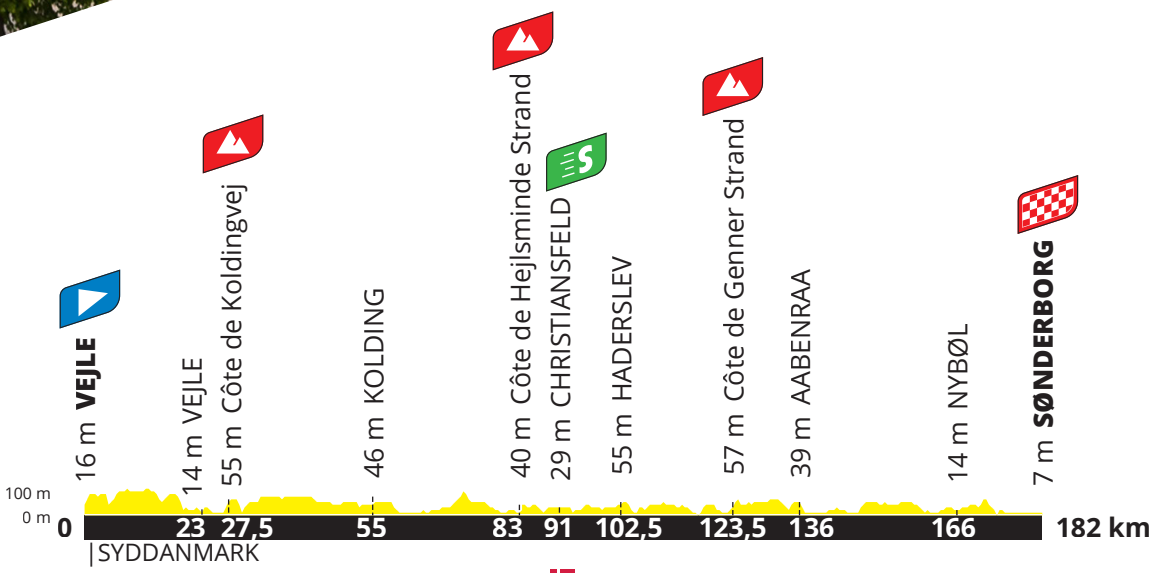 16 m VEJLE
14 m VEJLE
55 m Côte de Koldingvej
46 m KOLDING
40 m Côte de Hejlsminde Strand
S
29 m CHRISTIANSFELD
55 m HADERSLEV
57 m Côte de Genner Strand
39 m AABENRAA
14 m NYBØL
7 m SØNDERBORG
100 m
0 m
0 23 27,5 55 83 91 102,5 123,5 136 166 182 km
|SYDDANMARK